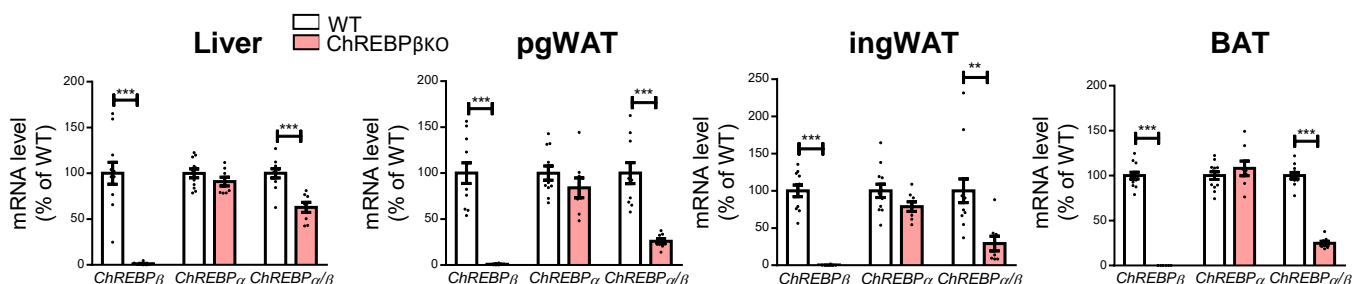 WT
ChREBPβKO
Liver
pgWAT
ingWAT
BAT
mRNA level
(% of WT)
200
150
100
50
0
***
***
ChREBPβ
ChREBPα
ChREBPα/β
mRNA level
(% of WT)
200
150
100
50
0
***
***
ChREBPβ
ChREBPα
ChREBPα/β
mRNA level
(% of WT)
250
200
150
100
50
0
***
**
ChREBPβ
ChREBPα
ChREBPα/β
mRNA level
(% of WT)
200
150
100
50
0
***
***
ChREBPβ
ChREBPα
ChREBPα/β